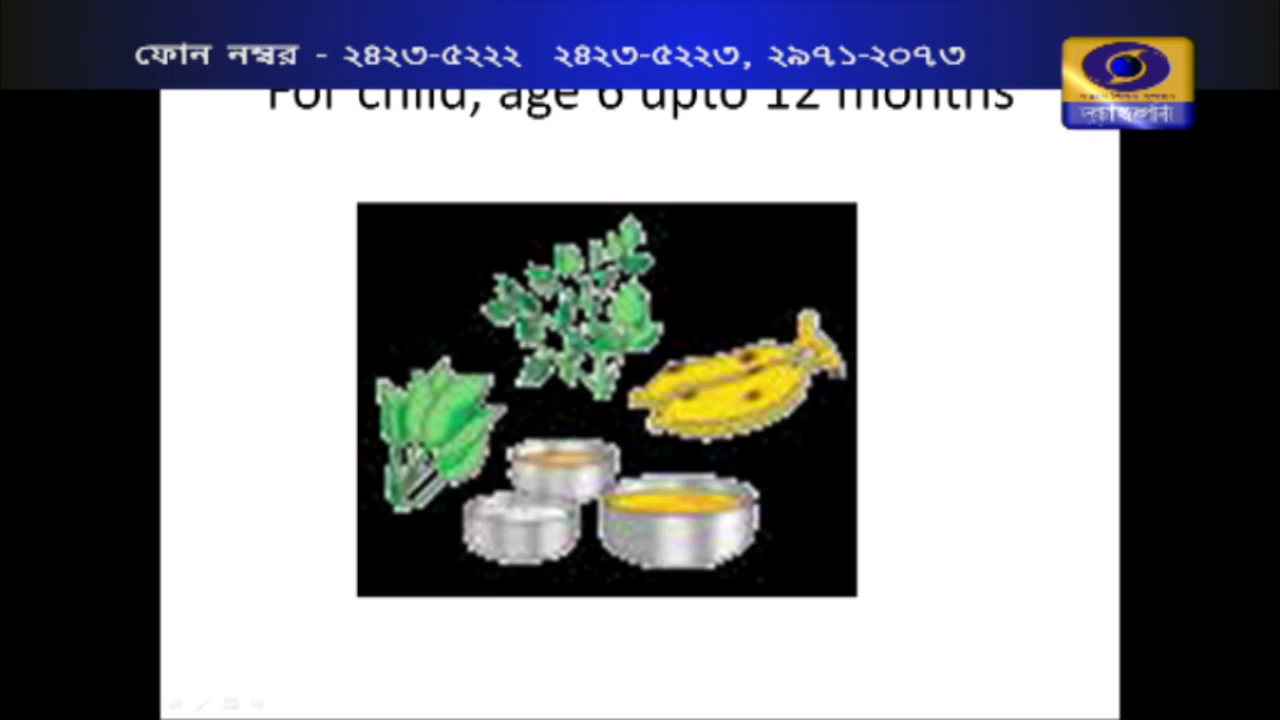 ফোন নম্বর - ২৪২৩-৫২২২ ২৪২৩-৫২২৩, ২৯৭১-২০৭৩
For child, age 6 upto 12 months